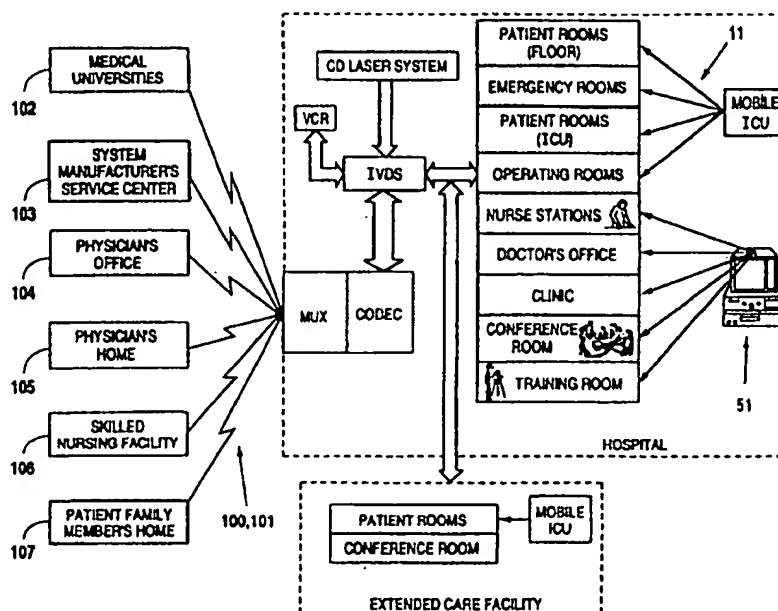 MEDICAL
UNIVERSITIES
102
SYSTEM
MANUFACTURER'S
SERVICE CENTER
103
PHYSICIAN'S
OFFICE
104
PHYSICIAN'S
HOME
105
SKILLED
NURSING FACILITY
106
PATIENT FAMILY
MEMBER'S HOME
107
100,101
CD LASER SYSTEM
VCR
IVDS
MUX
CODEC
PATIENT ROOMS
(FLOOR)
EMERGENCY ROOMS
PATIENT ROOMS
(ICU)
OPERATING ROOMS
NURSE STATIONS
DOCTOR'S OFFICE
CLINIC
CONFERENCE
ROOM
TRAINING ROOM
11
MOBILE
ICU
51
HOSPITAL
PATIENT ROOMS
CONFERENCE ROOM
MOBILE
ICU
EXTENDED CARE FACILITY